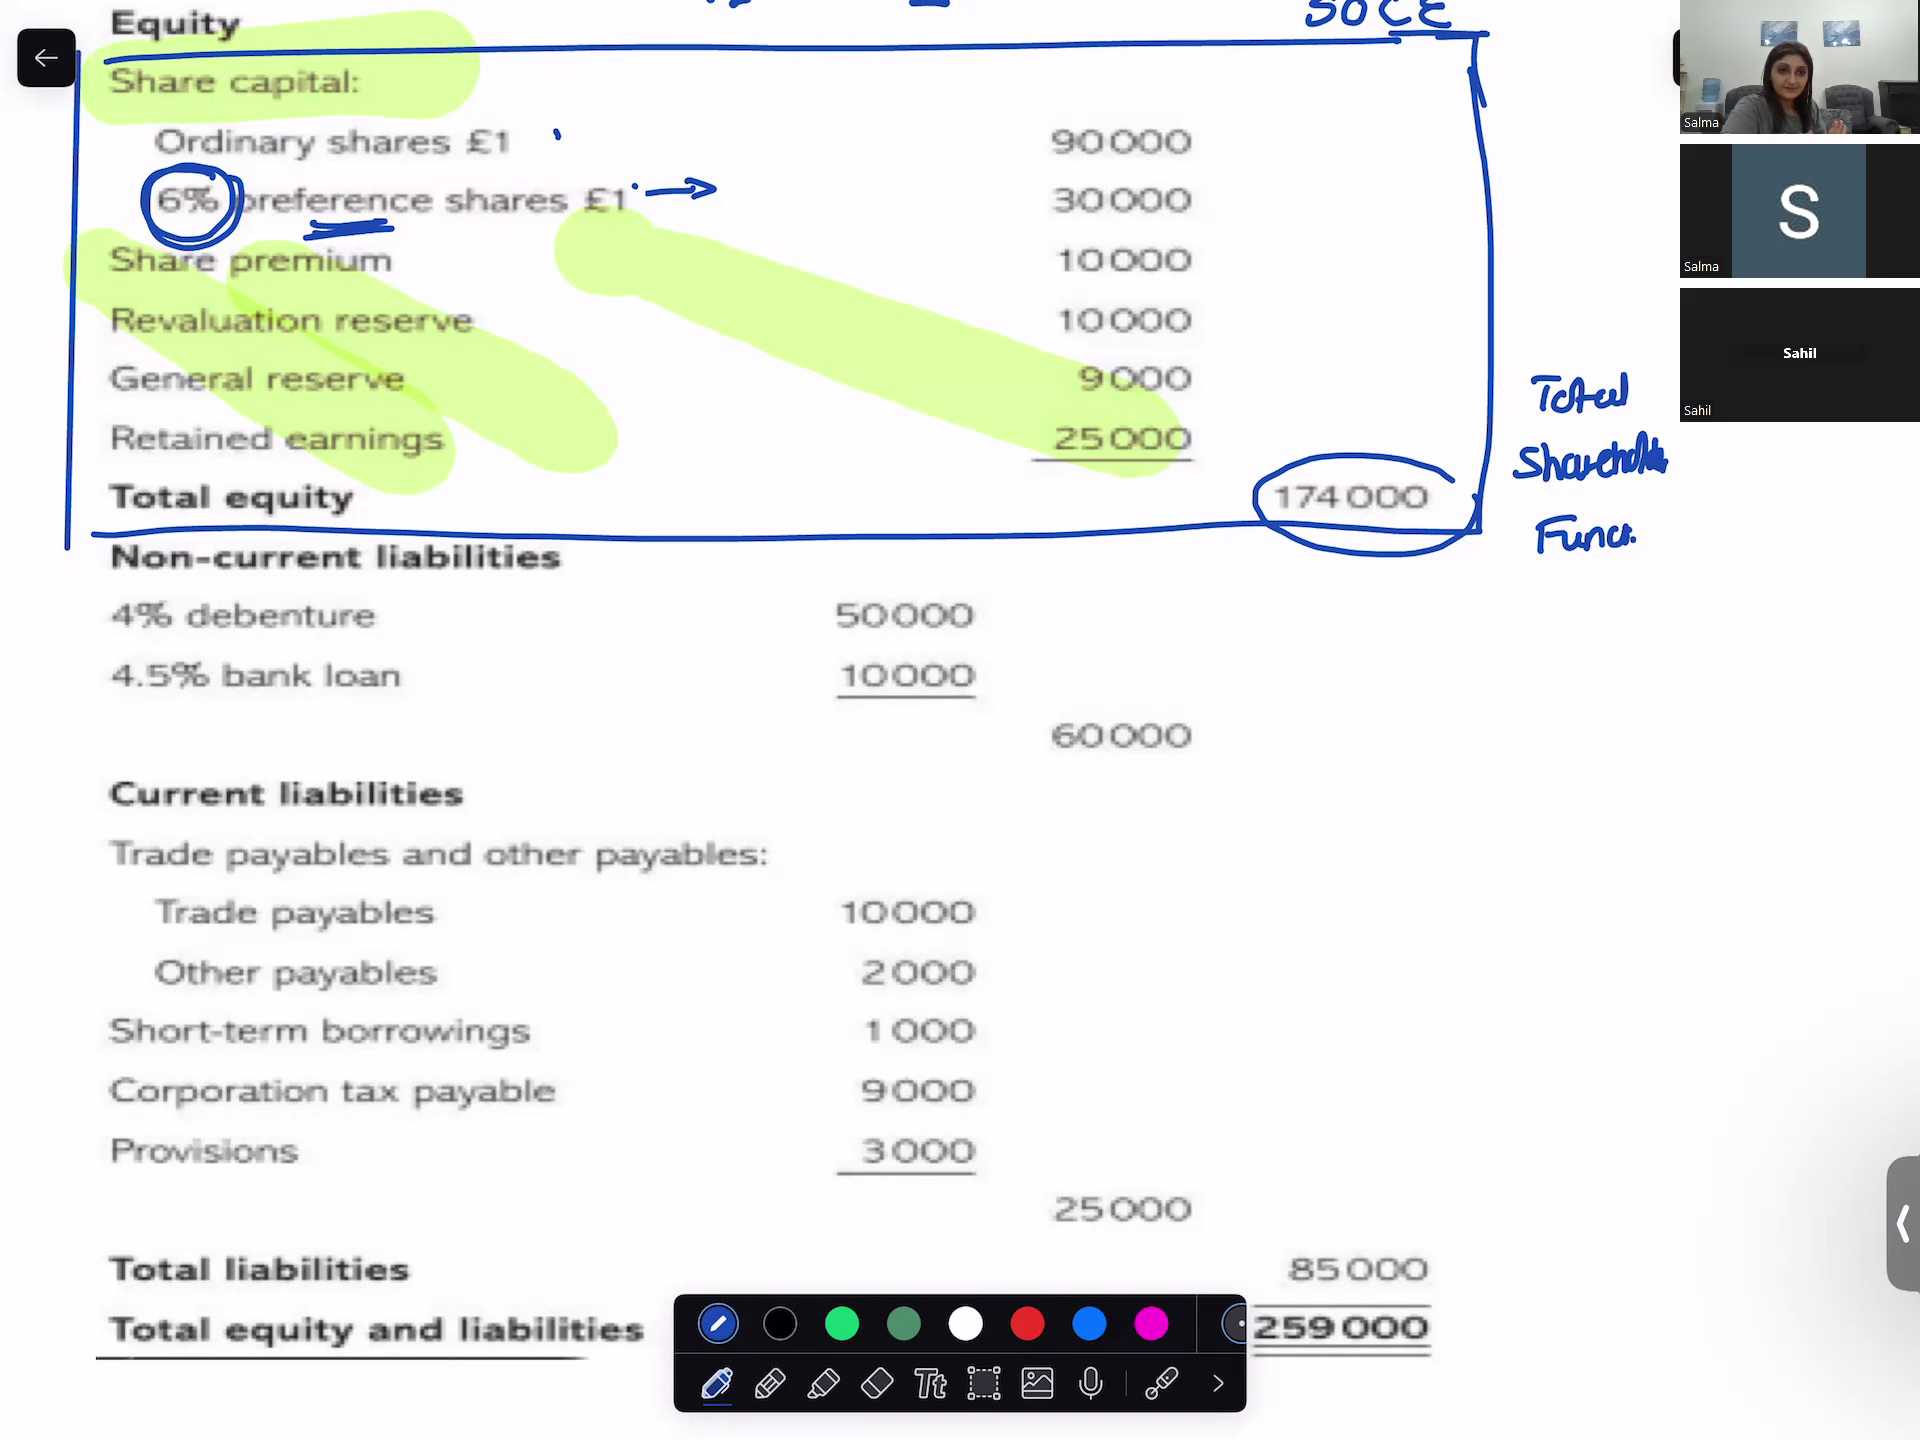 Equity
SOCE
Share capital:
Ordinary shares £1 90000
6% preference shares £1 30000
Share premium 10000
Revaluation reserve 10000
General reserve 9000
Retained earnings 25000
Total equity 174000
Total
Fund.
Non-current liabilities
4% debenture 50000
4.5% bank loan 10000
60000
Current liabilities
Trade payables and other payables:
Trade payables 10000
Other payables 2000
Short-term borrowings 1000
Corporation tax payable 9000
Provisions 3000
25000
Total liabilities 85000
Total equity and liabilities 259000
Salma
S
Salma
Sahil
Sahil
Tt